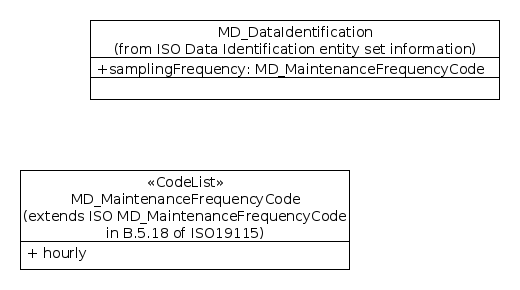 MD_DataIdentification
(from ISO Data Identification entity set information)
+samplingFrequency: MD_MaintenanceFrequencyCode
«CodeList»
MD_MaintenanceFrequencyCode
(extends ISO MD_MaintenanceFrequencyCode
in B.5.18 of ISO19115)
+ hourly